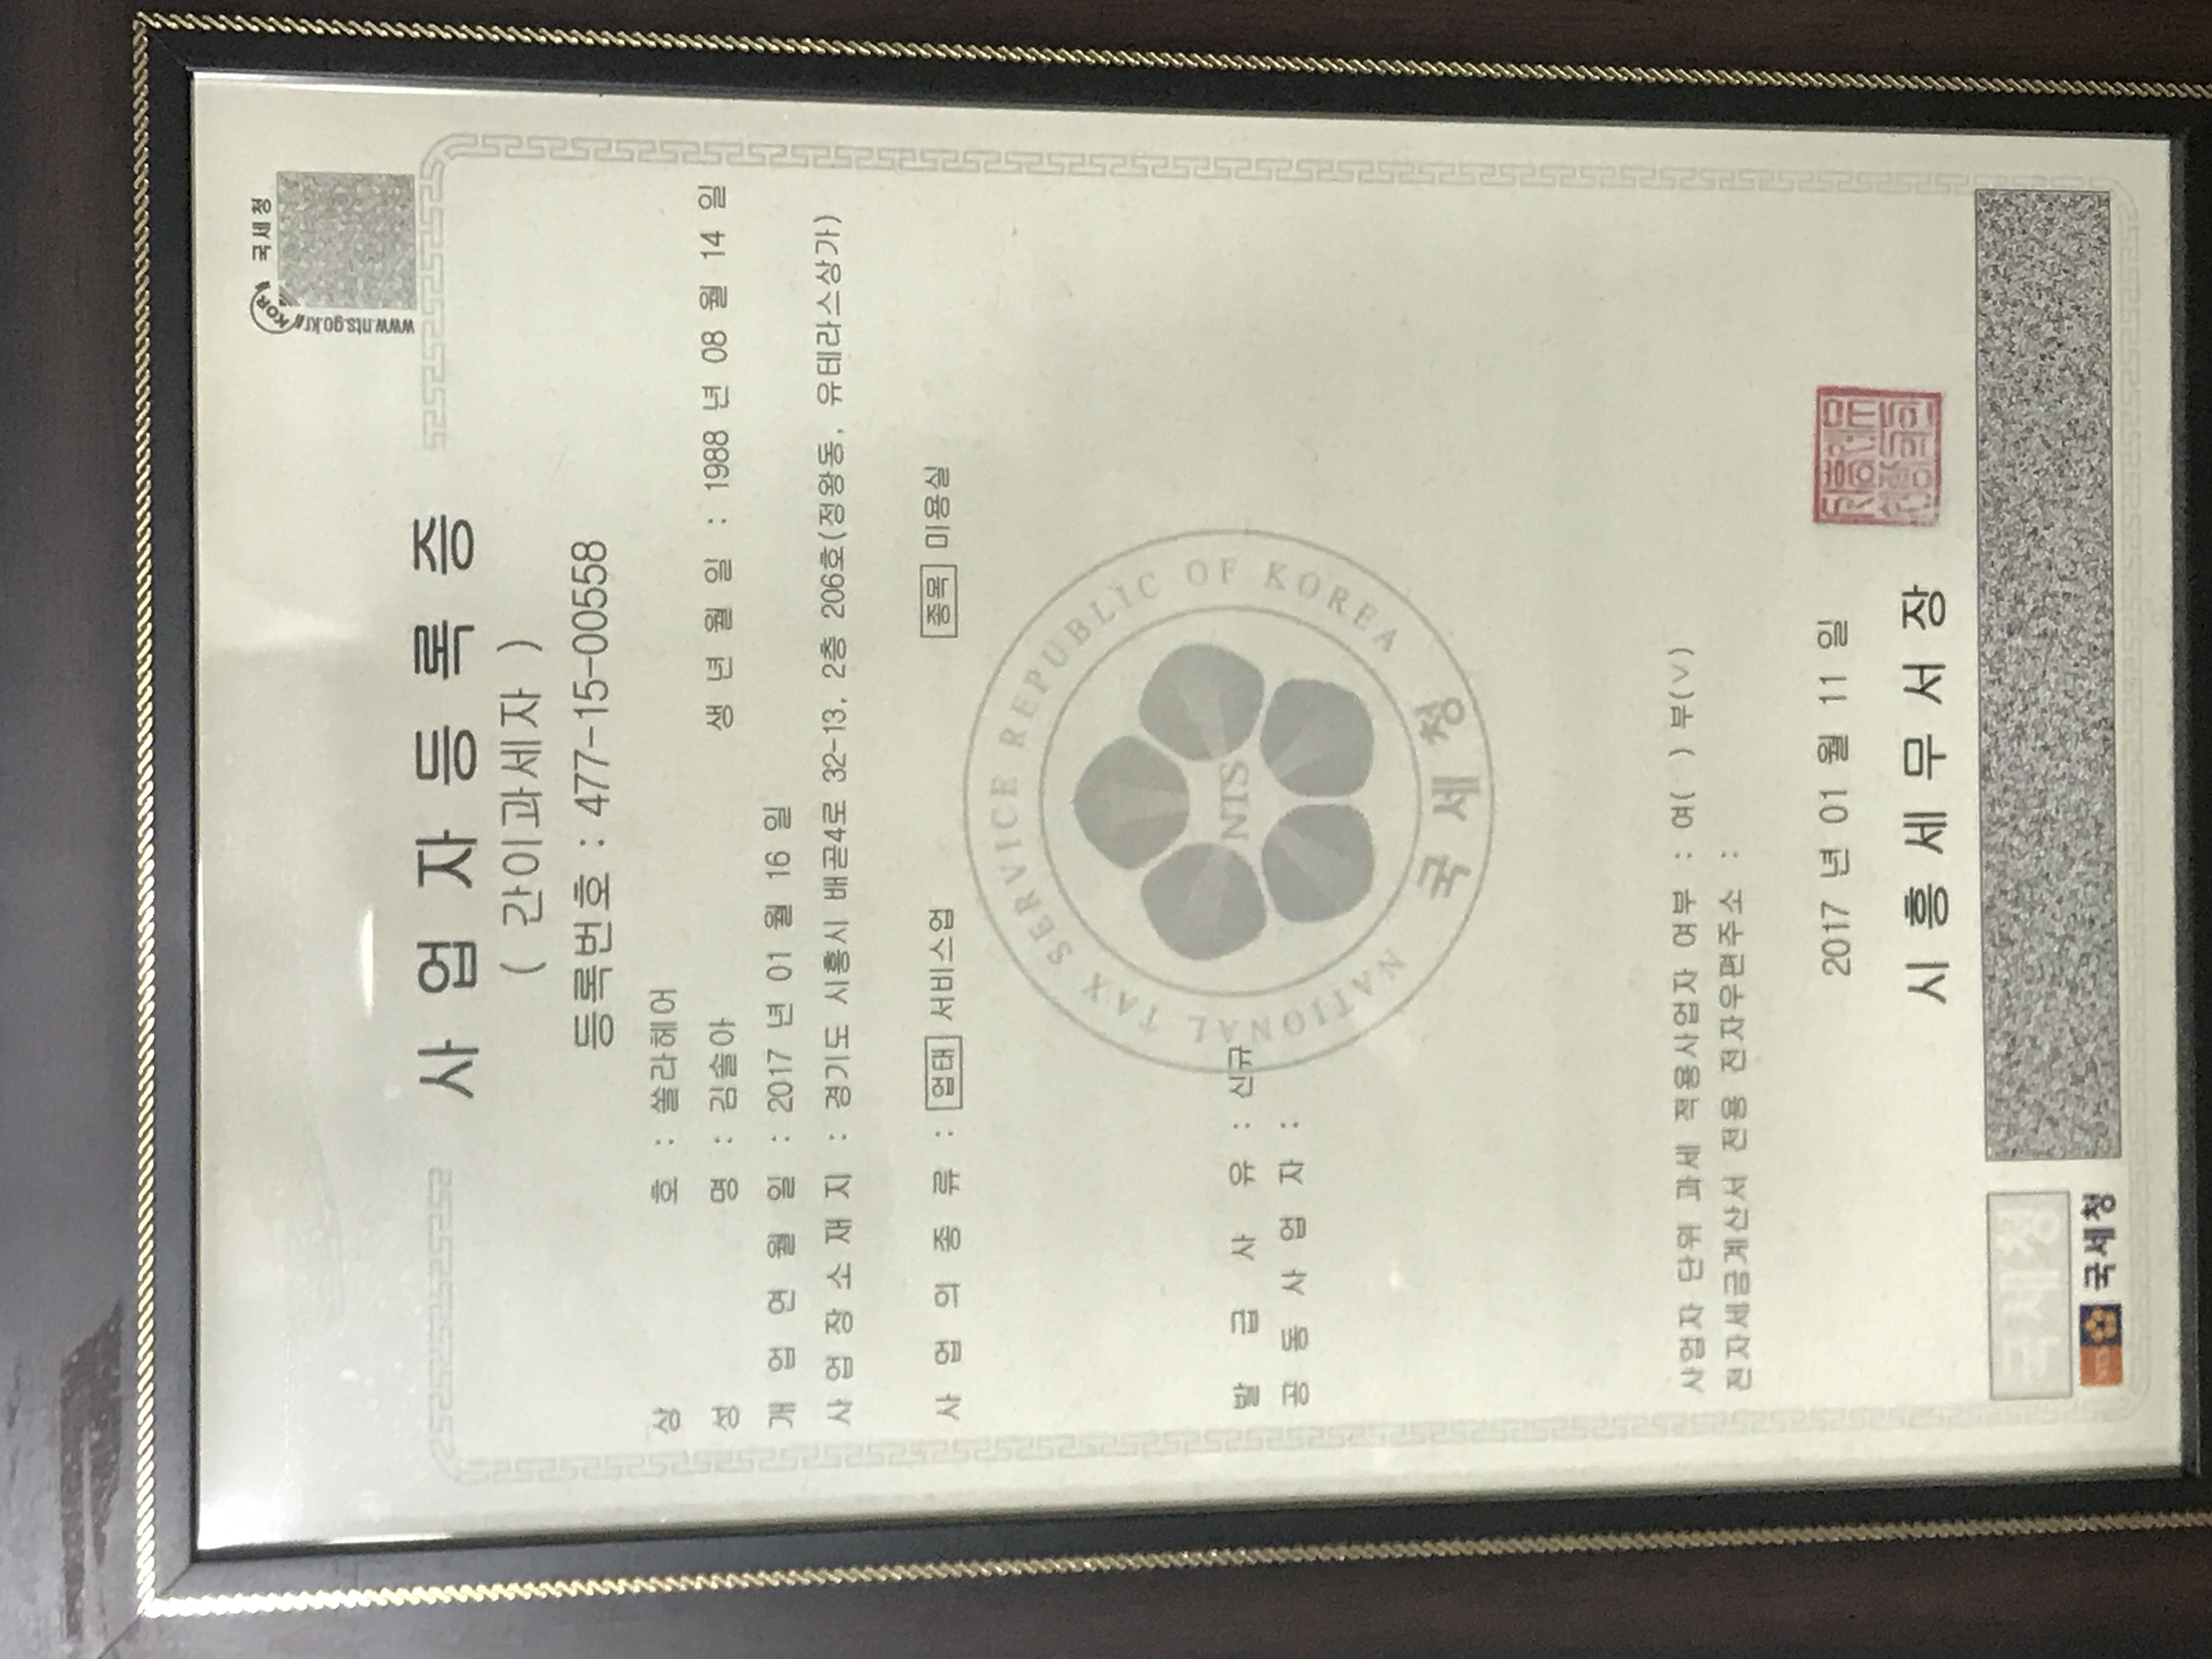 국세청
KOR
www.nts.go.kr
사업자등록증
( 간이과세자 )
등록번호 : 477-15-00558
상 호 : 쏠라헤어
성 명 : 김솔아 생년월일 : 1988 년 08 월 14 일
개업연월일 : 2017 년 01 월 16 일
사업장소재지 : 경기도 시흥시 배곧4로 32-13, 2층 206호(정왕동, 유테라스상가)
사업의종류 : 업태 서비스업 종목 미용실
NATIONAL TAX SERVICE REPUBLIC OF KOREA
NTS
국세청
발급사유 : 신규
공동사업자 :
사업자 단위 과세 적용사업자 여부 : 여( ) 부(v)
전자세금계산서 전용 전자우편주소 :
2017 년 01 월 11 일
시흥세무서장
국세청
국세청